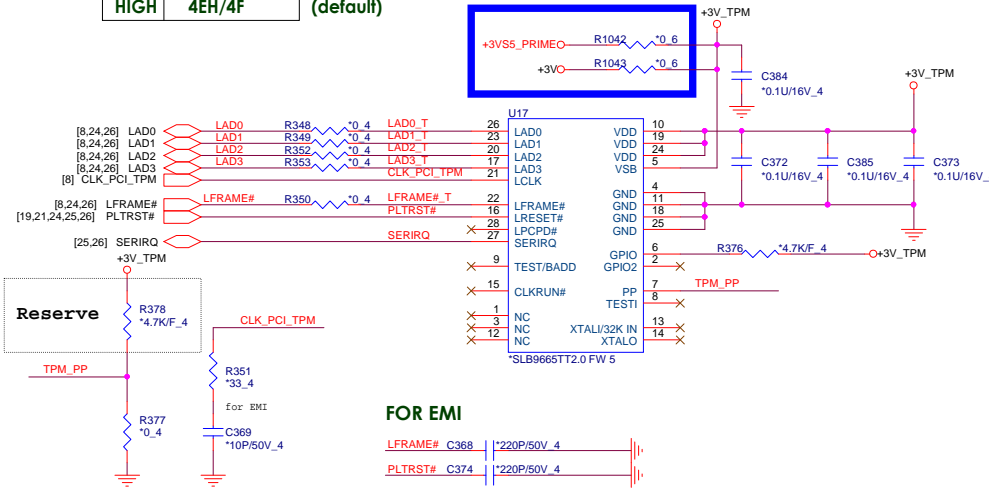 HIGH 4EH/4F (default)
+3V_TPM
+3VS5_PRIME R1042 *0_6
+3V R1043 *0_6
C384
*0.1U/16V_4
+3V_TPM
U17
[8,24,26] LAD0 LAD0 R348 *0_4 LAD0_T 26 LAD0 VDD 10
[8,24,26] LAD1 LAD1 R349 *0_4 LAD1_T 23 LAD1 VDD 19
[8,24,26] LAD2 LAD2 R352 *0_4 LAD2_T 20 LAD2 VDD 24
[8,24,26] LAD3 LAD3 R353 *0_4 LAD3_T 17 LAD3 VSB 5
[8] CLK_PCI_TPM CLK_PCI_TPM 21 LCLK
C372 *0.1U/16V_4
C385 *0.1U/16V_4
C373 *0.1U/16V_
GND 4
[8,24,26] LFRAME# LFRAME# R350 *0_4 LFRAME#_T 22 LFRAME# GND 11
[19,21,24,25,26] PLTRST# PLTRST# 16 LRESET# GND 18
28 LPCPD# GND 25
[25,26] SERIRQ SERIRQ 27 SERIRQ
GPIO 6 R376 *4.7K/F_4 +3V_TPM
9 TEST/BADD GPIO2 2
PP 7 TPM_PP
15 CLKRUN# TESTI 8
1 NC
3 NC XTALI/32K IN 13
12 NC XTALO 14
*SLB9665TT2.0 FW 5
+3V_TPM
Reserve
R378
*4.7K/F_4
CLK_PCI_TPM
TPM_PP
R351
*33_4
for EMI
R377
*0_4
C369
*10P/50V_4
FOR EMI
LFRAME# C368 *220P/50V_4
PLTRST# C374 *220P/50V_4